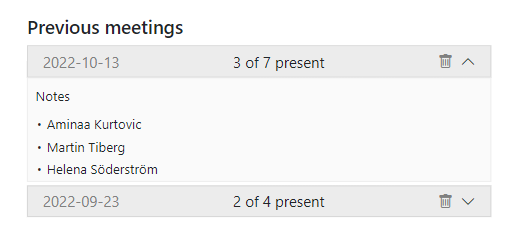 Previous meetings
2022-10-13 3 of 7 present
Notes
• Aminaa Kurtovic
• Martin Tiberg
• Helena Söderström
2022-09-23 2 of 4 present